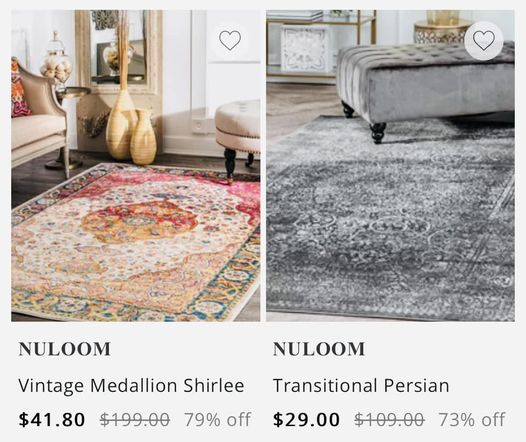 NULOOM
Vintage Medallion Shirlee
$41.80 $199.00 79% off
NULOOM
Transitional Persian
$29.00 $109.00 73% off